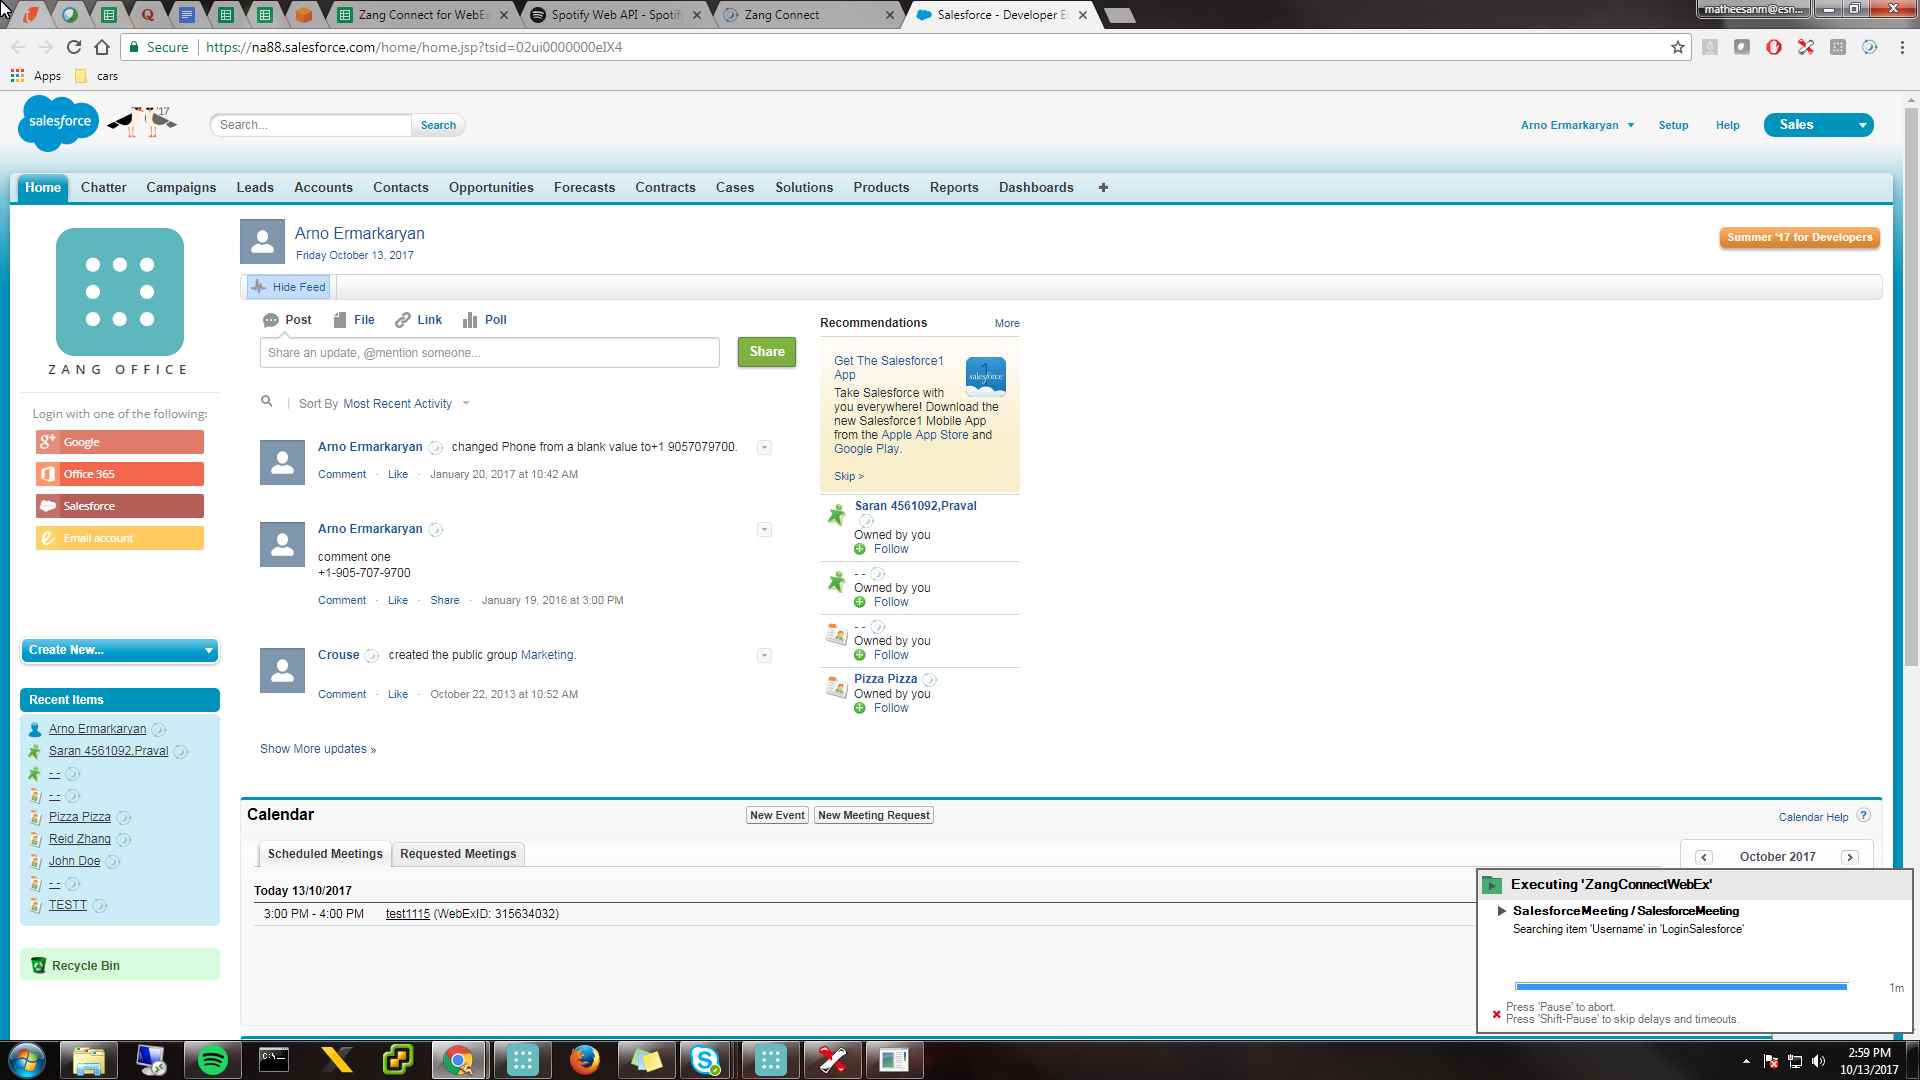 Zang Connect for WebEx
Spotify Web API - Spotify
Zang Connect
Salesforce - Developer E
matheesanm@esn...
Secure
https://na88.salesforce.com/home/home.jsp?tsid=02ui0000000eIX4
Apps
cars
salesforce
'17
Search...
Search
Arno Ermarkaryan
Setup
Help
Sales
Home
Chatter
Campaigns
Leads
Accounts
Contacts
Opportunities
Forecasts
Contracts
Cases
Solutions
Products
Reports
Dashboards
+
ZANG OFFICE
Login with one of the following:
Google
Office 365
Salesforce
Email account
Create New...
Recent Items
Arno Ermarkaryan
Saran 4561092,Praval
- -
- -
Pizza Pizza
Reid Zhang
John Doe
- -
TESTT
Recycle Bin
Arno Ermarkaryan
Friday October 13, 2017
Summer '17 for Developers
Hide Feed
Post
File
Link
Poll
Share an update, @mention someone...
Share
Sort By Most Recent Activity
Arno Ermarkaryan changed Phone from a blank value to+1 9057079700.
Comment · Like · January 20, 2017 at 10:42 AM
Arno Ermarkaryan
comment one
+1-905-707-9700
Comment · Like · Share · January 19, 2016 at 3:00 PM
Crouse created the public group Marketing.
Comment · Like · October 22, 2013 at 10:52 AM
Show More updates »
Recommendations
More
Get The Salesforce1
App
salesforce1
Take Salesforce with
you everywhere! Download the
new Salesforce1 Mobile App
from the Apple App Store and
Google Play.
Skip >
Saran 4561092,Praval
Owned by you
Follow
- -
Owned by you
Follow
- -
Owned by you
Follow
Pizza Pizza
Owned by you
Follow
Calendar
New Event
New Meeting Request
Calendar Help
?
Scheduled Meetings
Requested Meetings
October 2017
Today 13/10/2017
3:00 PM - 4:00 PM
test1115 (WebExID: 315634032)
Executing 'ZangConnectWebEx'
SalesforceMeeting / SalesforceMeeting
Searching item 'Username' in 'LoginSalesforce'
1m
Press 'Pause' to abort.
Press 'Shift-Pause' to skip delays and timeouts.
2:59 PM
10/13/2017